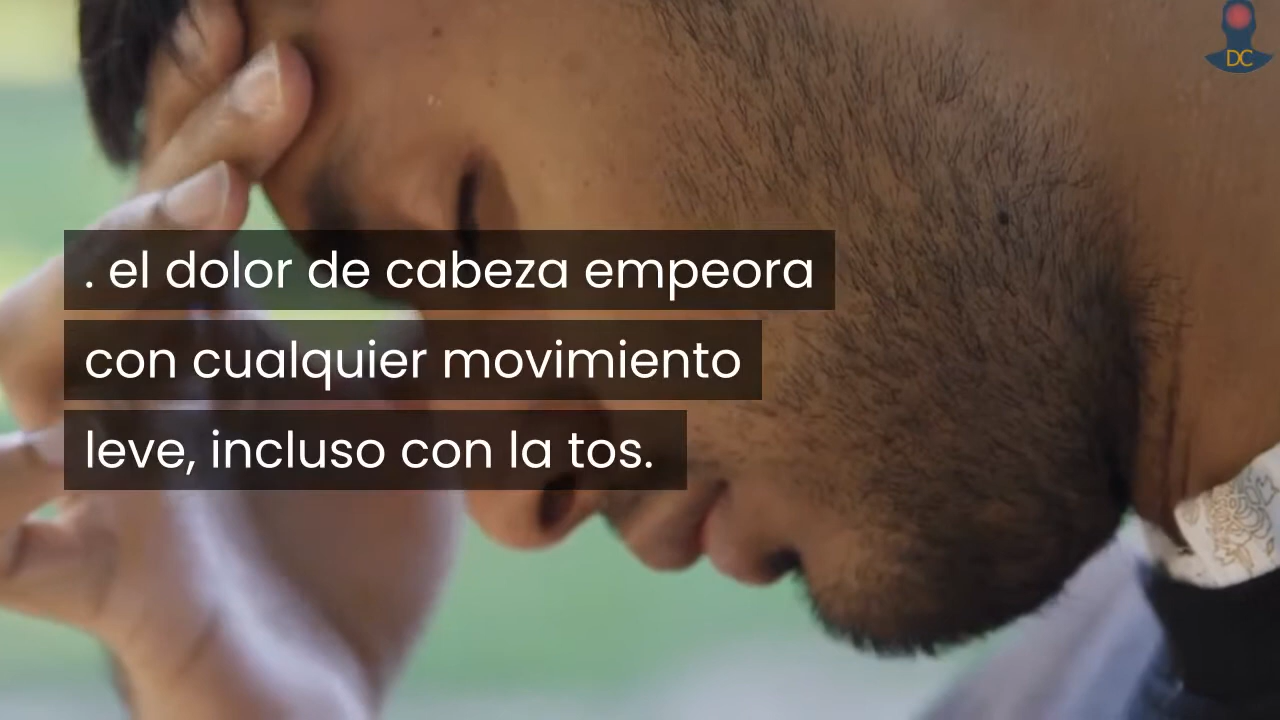 DC
. el dolor de cabeza empeora
con cualquier movimiento
leve, incluso con la tos.